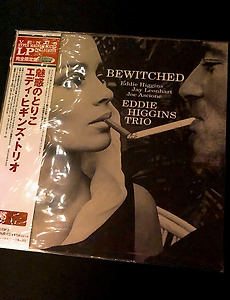 VENUS
LP
完全限定盤
魅惑のとりこ
エディ・ヒギンズ・トリオ
BEWITCHED
Eddie Higgins
Jay Leonhart
Joe Ascione
EDDIE
HIGGINS
TRIO